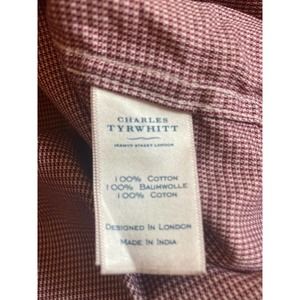 CHARLES
TYRWHITT
JERMYN STREET LONDON
100% COTTON
100% BAUMWOLLE
100% COTON
DESIGNED IN LONDON
MADE IN INDIA